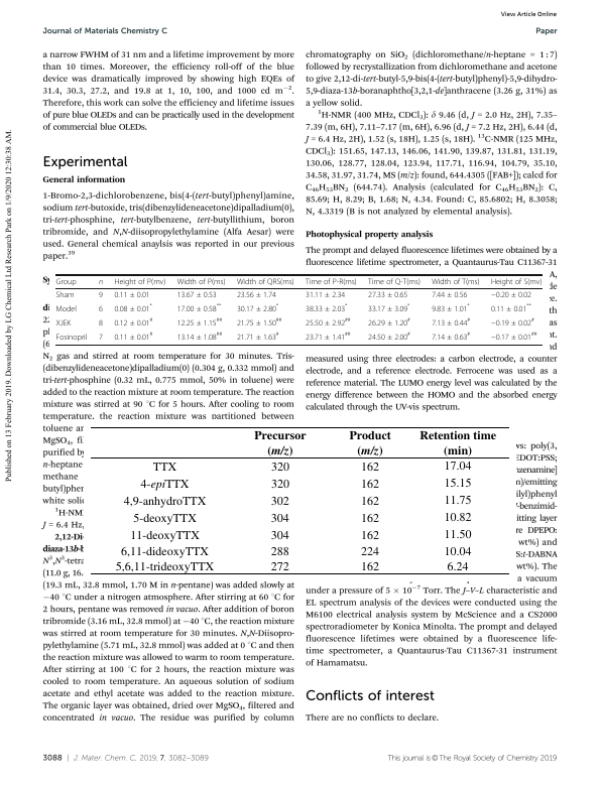 View Article Online
Journal of Materials Chemistry C
Paper
Published on 13 February 2019. Downloaded by LG Chemical Ltd Research Park on 1/9/2020 12:30:38 AM.
a narrow FWHM of 31 nm and a lifetime improvement by more
than 10 times. Moreover, the efficiency roll-off of the blue
device was dramatically improved by showing high EQEs of
31.4, 30.3, 27.2, and 19.8 at 1, 10, 100, and 1000 cd m⁻².
Therefore, this work can solve the efficiency and lifetime issues
of pure blue OLEDs and can be practically used in the development
of commercial blue OLEDs.
Experimental
General information
1-Bromo-2,3-dichlorobenzene, bis(4-(tert-butyl)phenyl)amine,
sodium tert-butoxide, tris(dibenzylideneacetone)dipalladium(0),
tri-tert-phosphine, tert-butylbenzene, tert-butyllithium, boron
tribromide, and N,N-diisopropylethylamine (Alfa Aesar) were
used. General chemical anaylsis was reported in our previous
paper.³⁹
Group n Height of P(mv) Width of P(ms) Width of QRS(ms) Time of P-R(ms) Time of Q-T(ms) Width of T(ms) Height of S(mv)
Sham 9 0.11 ± 0.01 13.67 ± 0.53 23.56 ± 1.74 31.11 ± 2.34 27.33 ± 0.65 7.44 ± 0.56 −0.20 ± 0.02
Model 6 0.08 ± 0.01* 17.00 ± 0.58** 30.17 ± 2.80* 38.33 ± 2.03* 33.17 ± 3.09* 9.83 ± 1.01* 0.11 ± 0.01**
XJEK 8 0.12 ± 0.01# 12.25 ± 1.15## 21.75 ± 1.50## 25.50 ± 2.92## 26.29 ± 1.20# 7.13 ± 0.44# −0.19 ± 0.02#
Fosinopril 7 0.11 ± 0.01# 13.14 ± 1.08## 21.71 ± 1.63# 23.71 ± 1.41## 24.50 ± 2.00# 7.14 ± 0.63# −0.17 ± 0.01##
N₂ gas and stirred at room temperature for 30 minutes. Tris-
(dibenzylideneacetone)dipalladium(0) (0.304 g, 0.332 mmol) and
tri-tert-phosphine (0.32 mL, 0.775 mmol, 50% in toluene) were
added to the reaction mixture at room temperature. The reaction
mixture was stirred at 90 °C for 5 hours. After cooling to room
temperature, the reaction mixture was partitioned between
toluene ar
MgSO₄, fi
purified by
n-heptane
methane
butyl)pher
white solid
¹H-NM
J = 6.4 Hz,
2,12-Di-
diaza-13b-b
N¹,N³-tetra
(11.0 g, 16.
Precursor Product Retention time
(m/z) (m/z) (min)
TTX 320 162 17.04
4-epiTTX 320 162 15.15
4,9-anhydroTTX 302 162 11.75
5-deoxyTTX 304 162 10.82
11-deoxyTTX 304 162 11.50
6,11-dideoxyTTX 288 224 10.04
5,6,11-trideoxyTTX 272 162 6.24
(19.3 mL, 32.8 mmol, 1.70 M in n-pentane) was added slowly at
−40 °C under a nitrogen atmosphere. After stirring at 60 °C for
2 hours, pentane was removed in vacuo. After addition of boron
tribromide (3.16 mL, 32.8 mmol) at −40 °C, the reaction mixture
was stirred at room temperature for 30 minutes. N,N-Diisopro-
pylethylamine (5.71 mL, 32.8 mmol) was added at 0 °C and then
the reaction mixture was allowed to warm to room temperature.
After stirring at 100 °C for 2 hours, the reaction mixture was
cooled to room temperature. An aqueous solution of sodium
acetate and ethyl acetate was added to the reaction mixture.
The organic layer was obtained, dried over MgSO₄, filtered and
concentrated in vacuo. The residue was purified by column
chromatography on SiO₂ (dichloromethane/n-heptane = 1 : 7)
followed by recrystallization from dichloromethane and acetone
to give 2,12-di-tert-butyl-5,9-bis(4-(tert-butyl)phenyl)-5,9-dihydro-
5,9-diaza-13b-boranaphtho[3,2,1-de]anthracene (3.26 g, 31%) as
a yellow solid.
¹H-NMR (400 MHz, CDCl₃): δ 9.46 (d, J = 2.0 Hz, 2H), 7.35–
7.39 (m, 6H), 7.11–7.17 (m, 6H), 6.96 (d, J = 7.2 Hz, 2H), 6.44 (d,
J = 6.4 Hz, 2H), 1.52 (s, 18H), 1.25 (s, 18H). ¹³C-NMR (125 MHz,
CDCl₃): 151.65, 147.13, 146.06, 141.90, 139.87, 131.81, 131.19,
130.06, 128.77, 128.04, 123.94, 117.71, 116.94, 104.79, 35.10,
34.58, 31.97, 31.74, MS (m/z): found, 644.4305 ([FAB+]); calcd for
C₄₆H₅₃BN₂ (644.74). Analysis (calculated for C₄₆H₅₃BN₂): C,
85.69; H, 8.29; B, 1.68; N, 4.34. Found: C, 85.6802; H, 8.3058;
N, 4.3319 (B is not analyzed by elemental analysis).
Photophysical property analysis
The prompt and delayed fluorescence lifetimes were obtained by a
fluorescence lifetime spectrometer, a Quantaurus-Tau C11367-31
measured using three electrodes: a carbon electrode, a counter
electrode, and a reference electrode. Ferrocene was used as a
reference material. The LUMO energy level was calculated by the
energy difference between the HOMO and the absorbed energy
calculated through the UV-vis spectrum.
vs: poly(3,
EDOT:PSS;
uenamine]
n)/emitting
ilyl)phenyl
-benzimid-
itting layer
re DPEPO:
wt%) and
S:t-DABNA
wt%). The
a vacuum
under a pressure of 5 × 10⁻⁷ Torr. The J–V–L characteristic and
EL spectrum analysis of the devices were conducted using the
M6100 electrical analysis system by McScience and a CS2000
spectroradiometer by Konica Minolta. The prompt and delayed
fluorescence lifetimes were obtained by a fluorescence life-
time spectrometer, a Quantaurus-Tau C11367-31 instrument
of Hamamatsu.
Conflicts of interest
There are no conflicts to declare.
3088 | J. Mater. Chem. C, 2019, 7, 3082–3089
This journal is © The Royal Society of Chemistry 2019